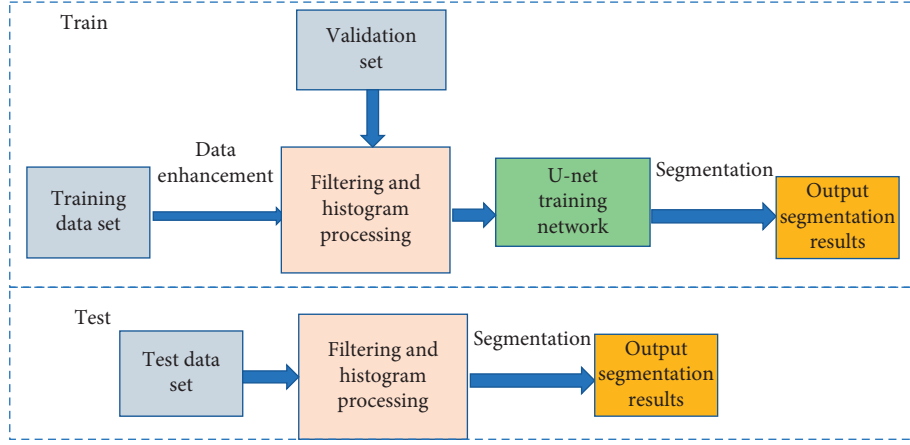 Train
Validation
set
Data
enhancement
Training
data set
Filtering and
histogram
processing
U-net
training
network
Segmentation
Output
segmentation
results
Test
Test data
set
Filtering and
histogram
processing
Segmentation
Output
segmentation
results